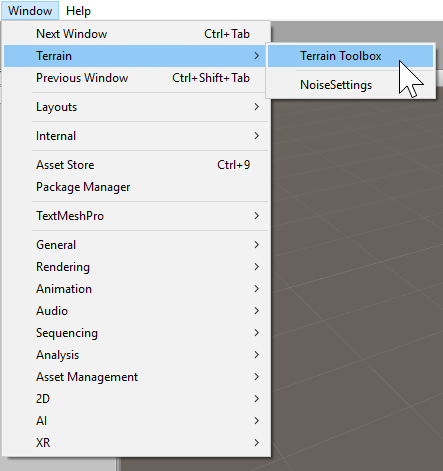 Window Help
Next Window Ctrl+Tab
Terrain Terrain Toolbox
Previous Window Ctrl+Shift+Tab
NoiseSettings
Layouts
Internal
Asset Store Ctrl+9
Package Manager
TextMeshPro
General
Rendering
Animation
Audio
Sequencing
Analysis
Asset Management
2D
AI
XR